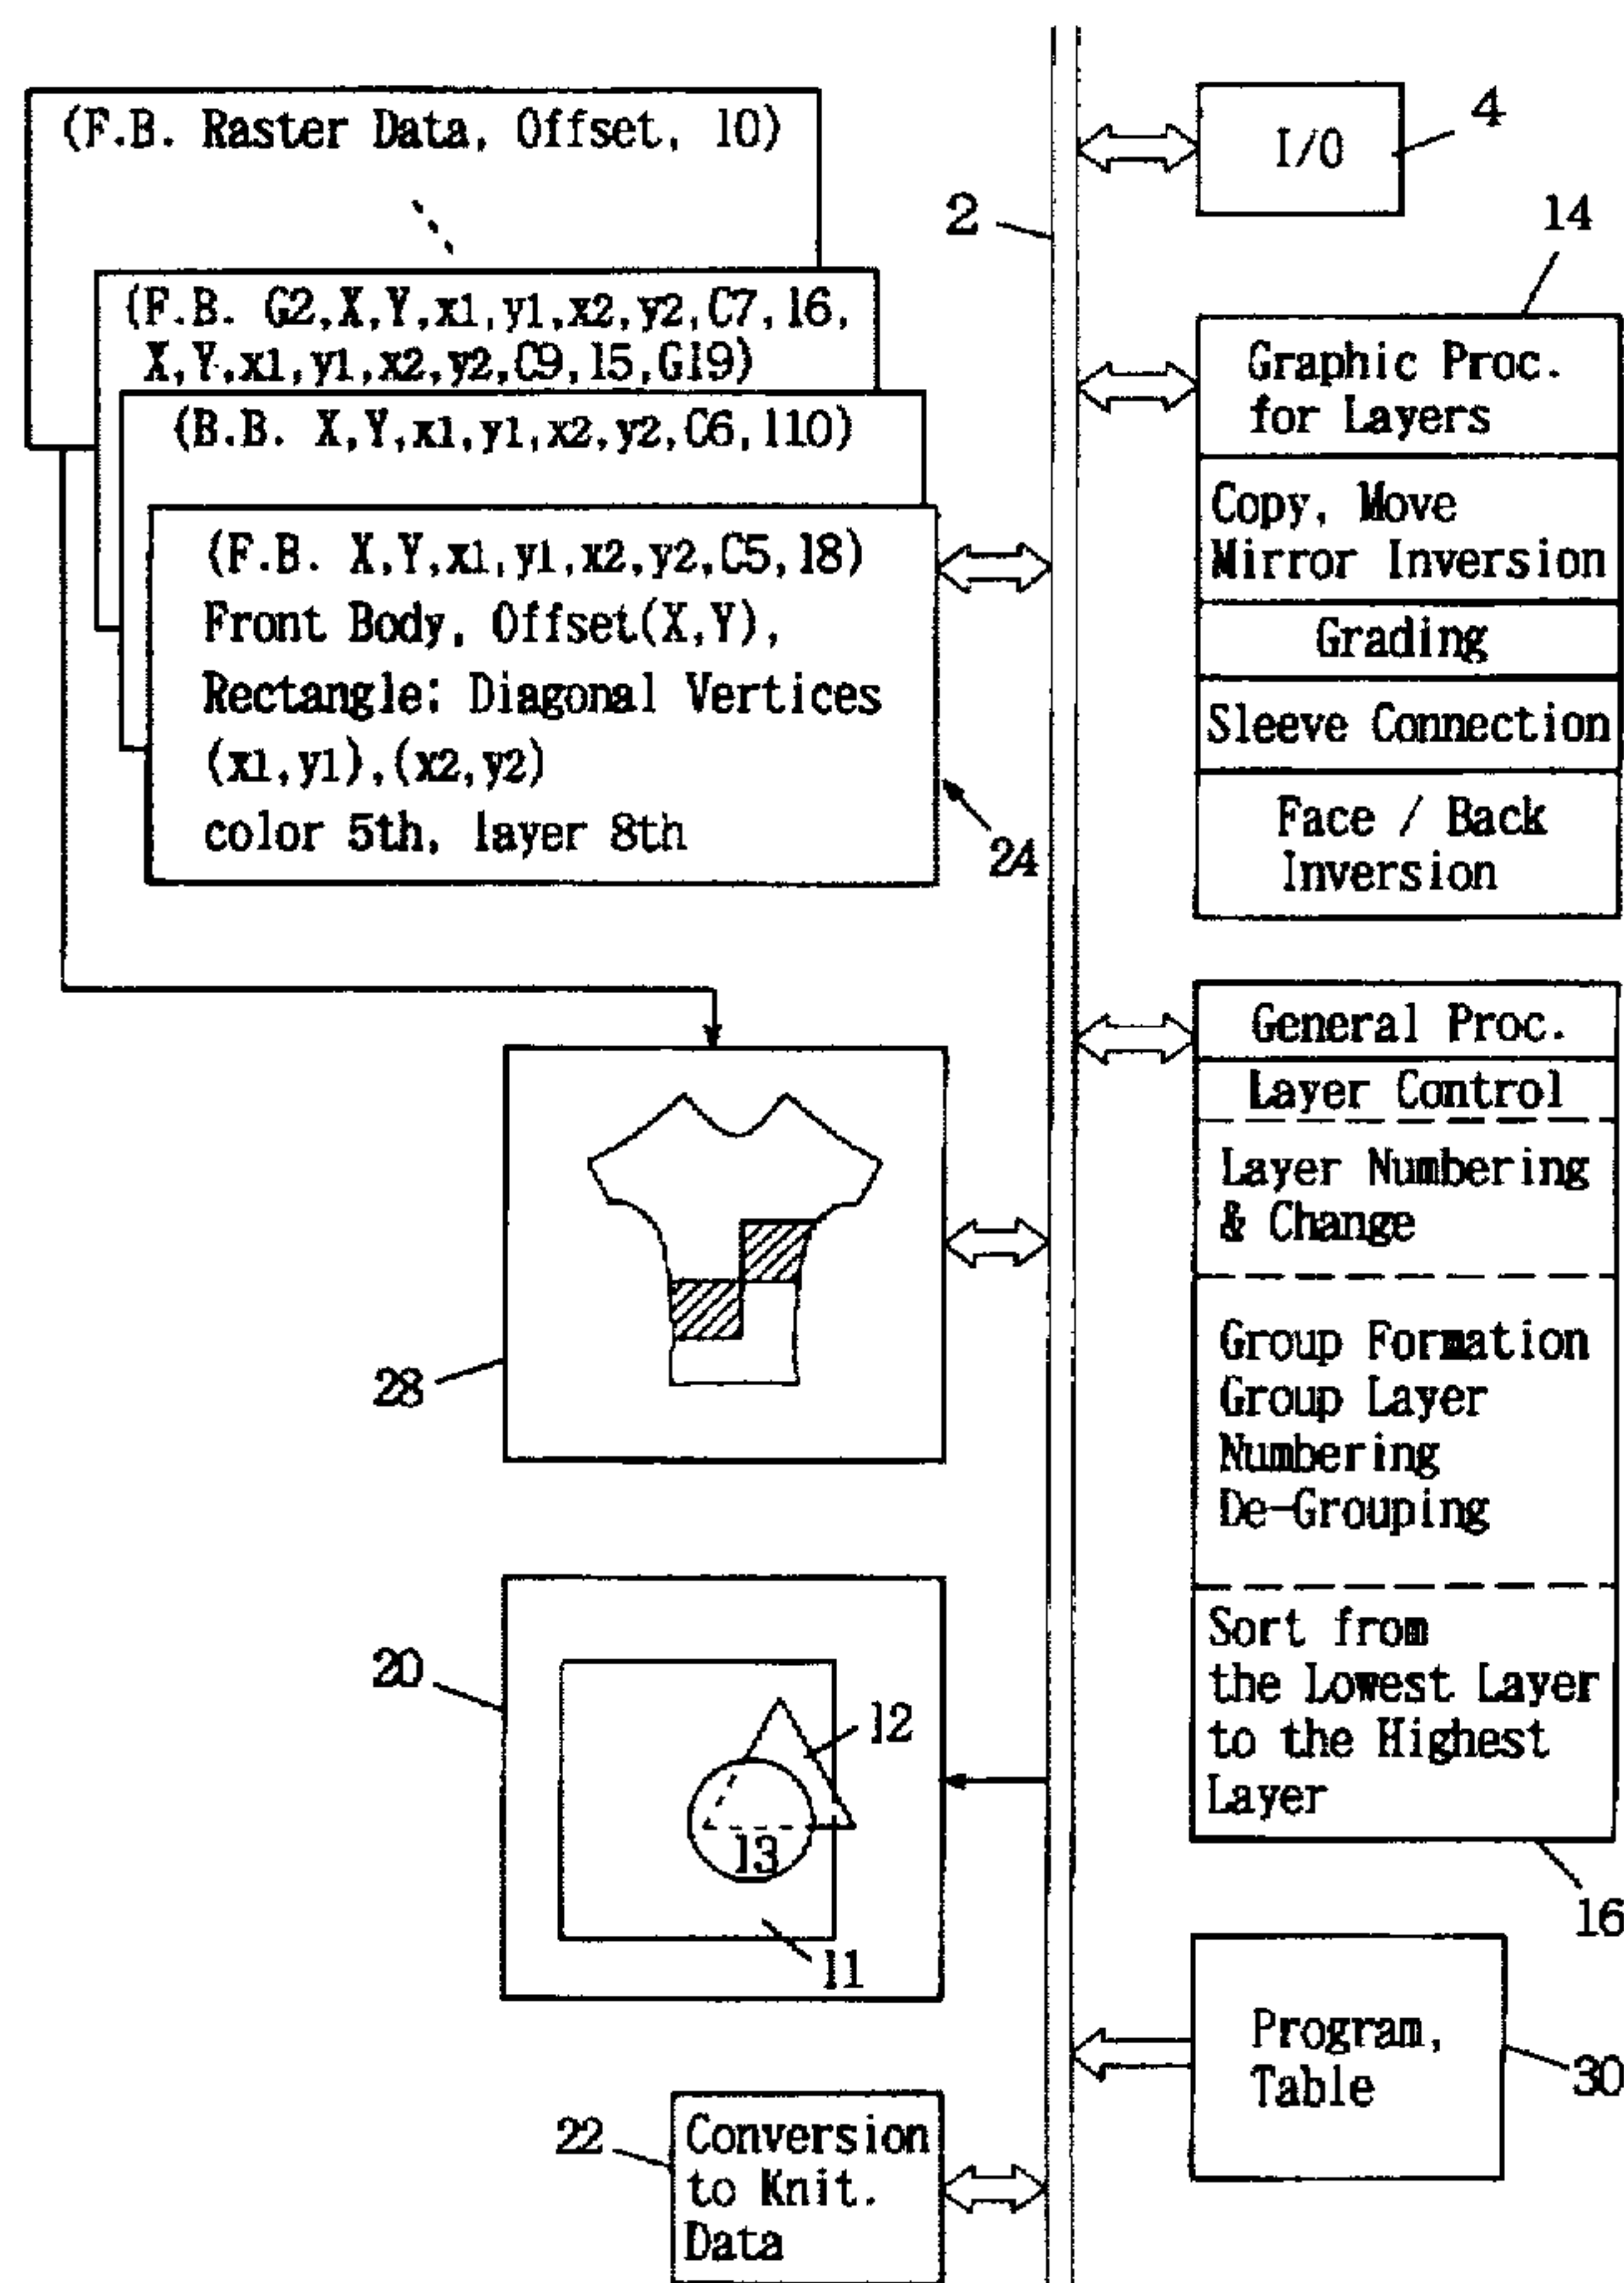 (F.B. Raster Data, Offset, l0)
(F.B. G2,X,Y,x1,y1,x2,y2,C7,l6,
X,Y,x1,y1,x2,y2,C9,l5,G19)
(B.B. X,Y,x1,y1,x2,y2,C6,l10)
(F.B. X,Y,x1,y1,x2,y2,C5,l8)
Front Body, Offset(X,Y),
Rectangle: Diagonal Vertices
(x1,y1),(x2,y2)
color 5th, layer 8th
24
2
I/O
4
14
Graphic Proc.
for Layers
Copy, Move
Mirror Inversion
Grading
Sleeve Connection
Face / Back
Inversion
General Proc.
Layer Control
Layer Numbering
& Change
Group Formation
Group Layer
Numbering
De-Grouping
Sort from
the Lowest Layer
to the Highest
Layer
16
28
20
l2
l3
l1
Program,
Table
30
22
Conversion
to Knit.
Data